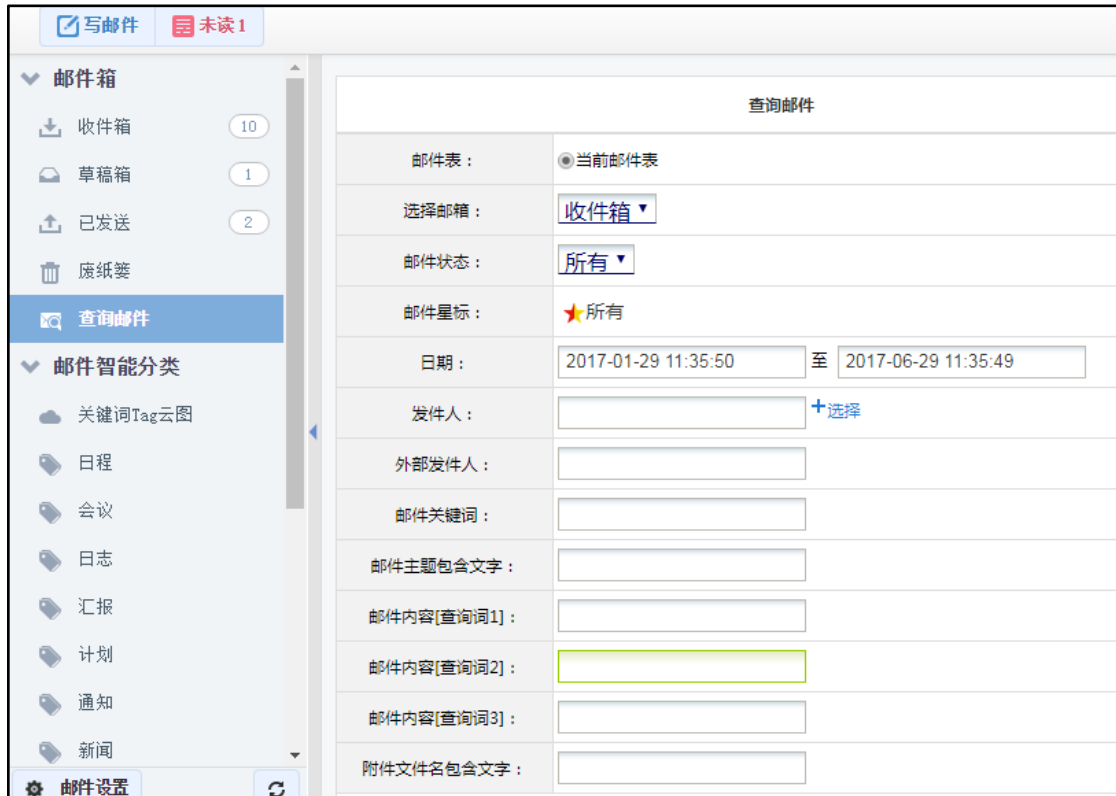 写邮件 未读1
邮件箱
收件箱 10
草稿箱 1
已发送 2
废纸篓
查询邮件
邮件智能分类
关键词Tag云图
日程
会议
日志
汇报
计划
通知
新闻
邮件设置
查询邮件
邮件表： 当前邮件表
选择邮箱： 收件箱
邮件状态： 所有
邮件星标： 所有
日期： 2017-01-29 11:35:50 至 2017-06-29 11:35:49
发件人： +选择
外部发件人：
邮件关键词：
邮件主题包含文字：
邮件内容[查询词1]：
邮件内容[查询词2]：
邮件内容[查询词3]：
附件文件名包含文字：